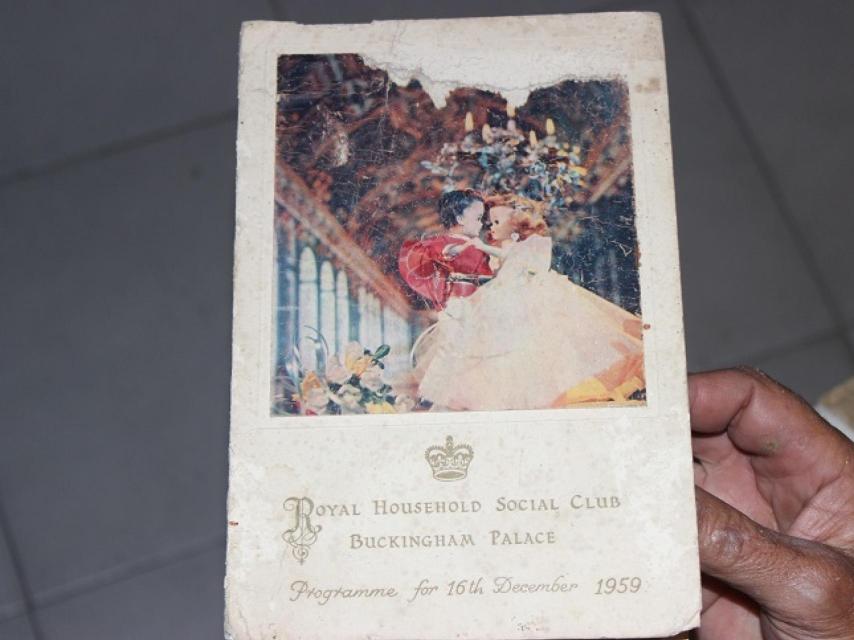 Royal Household Social Club
Buckingham Palace
Programme for 16th December 1959